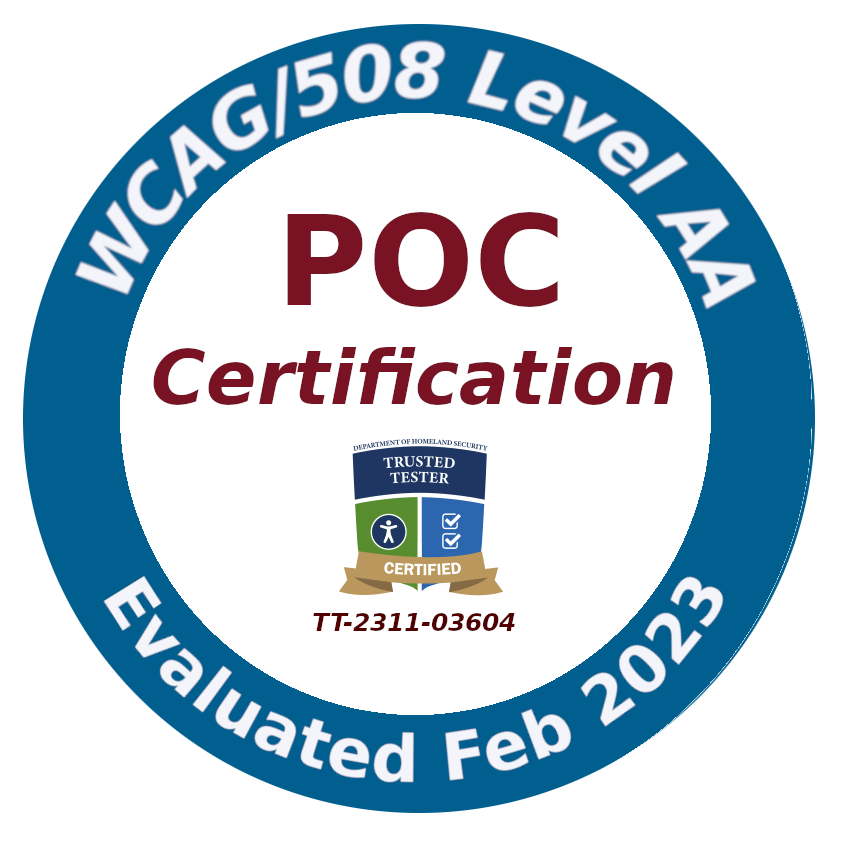 WCAG/508 Level AA
POC
Certification
DEPARTMENT OF HOMELAND SECURITY
TRUSTED
TESTER
CERTIFIED
TT-2311-03604
Evaluated Feb 2023